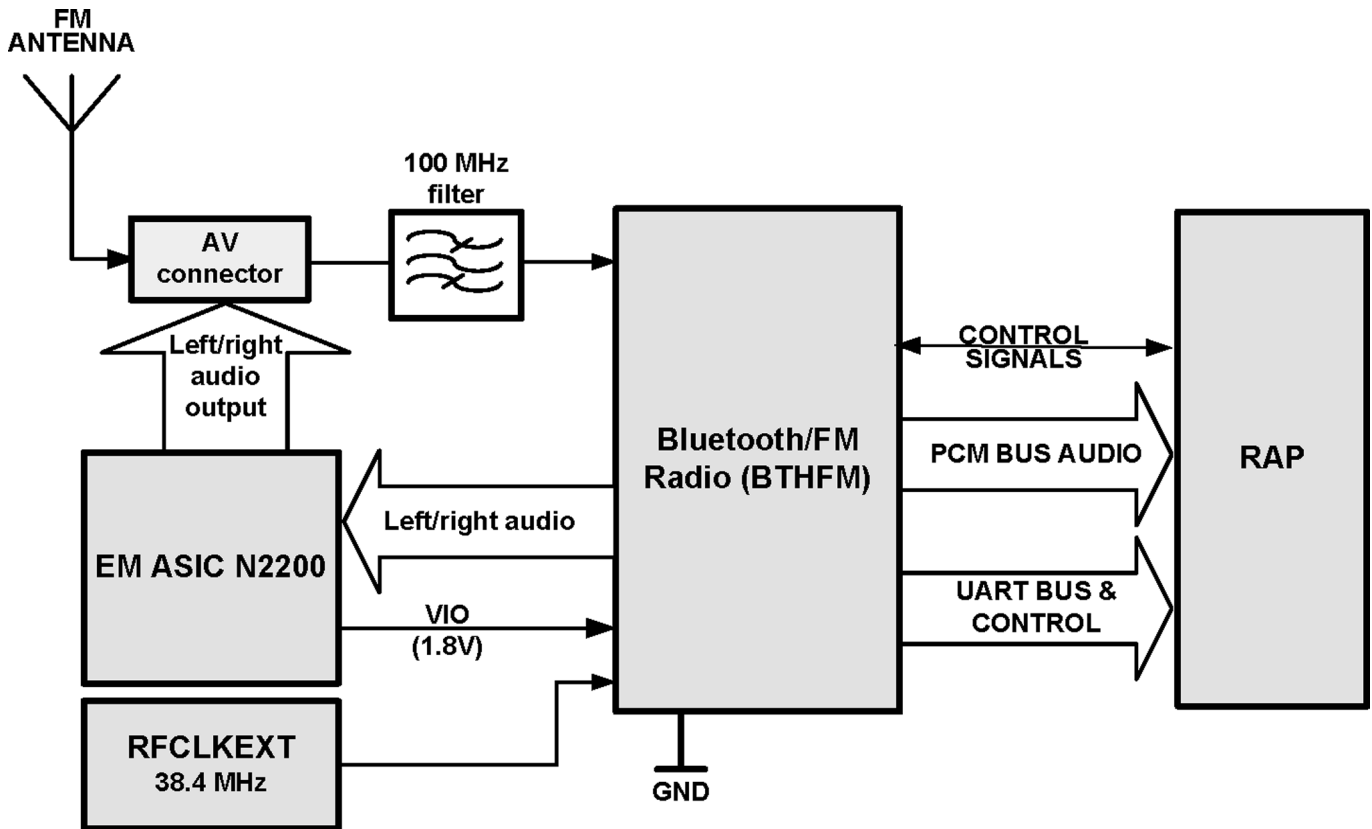 FM
ANTENNA
100 MHz
filter
AV
connector
Left/right
audio
output
CONTROL
SIGNALS
Bluetooth/FM
Radio (BTHFM)
PCM BUS AUDIO
RAP
Left/right audio
EM ASIC N2200
UART BUS &
CONTROL
VIO
(1.8V)
RFCLKEXT
38.4 MHz
GND